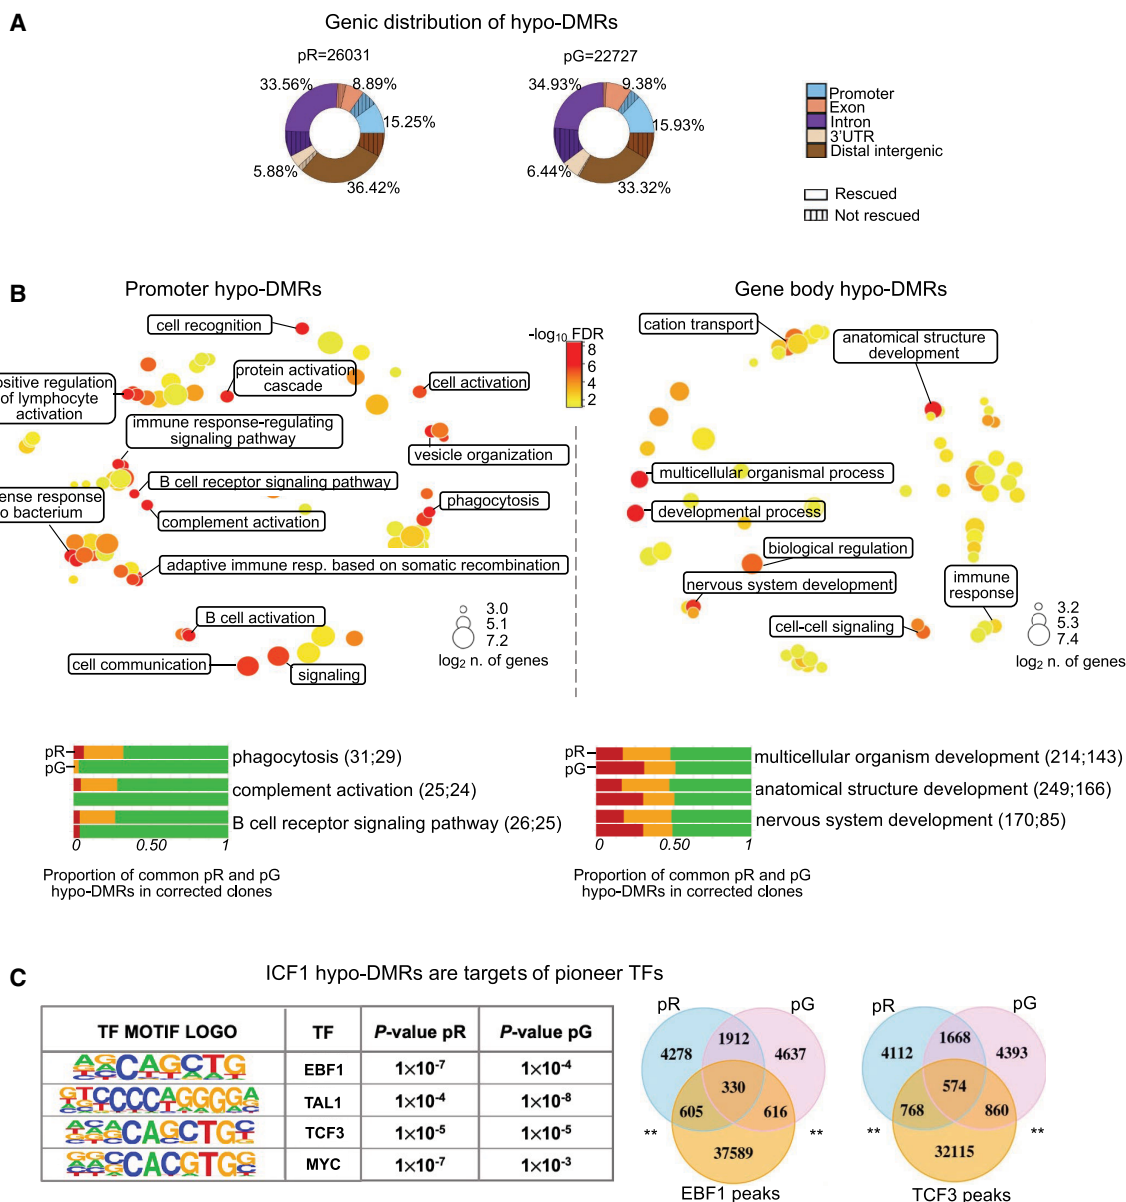 A
Genic distribution of hypo-DMRs
pR=26031
33.56%
8.89%
15.25%
5.88%
36.42%
pG=22727
34.93%
9.38%
15.93%
6.44%
33.32%
Promoter
Exon
Intron
3'UTR
Distal intergenic
Rescued
Not rescued
B
Promoter hypo-DMRs
cell recognition
-log10 FDR
8
6
4
2
protein activation
cascade
cell activation
ositive regulation
of lymphocyte
activation
immune response-regulating
signaling pathway
vesicle organization
B cell receptor signaling pathway
ense response
o bacterium
phagocytosis
complement activation
adaptive immune resp. based on somatic recombination
B cell activation
3.0
5.1
7.2
log2 n. of genes
cell communication
signaling
Gene body hypo-DMRs
cation transport
anatomical structure
development
multicellular organismal process
developmental process
biological regulation
nervous system development
immune
response
cell-cell signaling
3.2
5.3
7.4
log2 n. of genes
pR
pG
phagocytosis (31;29)
complement activation (25;24)
B cell receptor signaling pathway (26;25)
0 0.50 1
Proportion of common pR and pG
hypo-DMRs in corrected clones
pR
pG
multicellular organism development (214;143)
anatomical structure development (249;166)
nervous system development (170;85)
0 0.50 1
Proportion of common pR and pG
hypo-DMRs in corrected clones
C
ICF1 hypo-DMRs are targets of pioneer TFs
TF MOTIF LOGO TF P-value pR P-value pG
EBF1 1×10-7 1×10-4
TAL1 1×10-4 1×10-8
TCF3 1×10-5 1×10-5
MYC 1×10-7 1×10-3
pR
pG
4278
1912
4637
330
605
616
**
**
37589
EBF1 peaks
pR
pG
4112
1668
4393
574
768
860
**
**
32115
TCF3 peaks